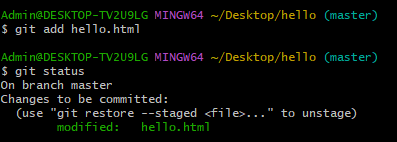 Admin@DESKTOP-TV2U9LG MINGW64 ~/Desktop/hello (master)
$ git add hello.html

Admin@DESKTOP-TV2U9LG MINGW64 ~/Desktop/hello (master)
$ git status
On branch master
Changes to be committed:
  (use "git restore --staged <file>..." to unstage)
        modified:   hello.html